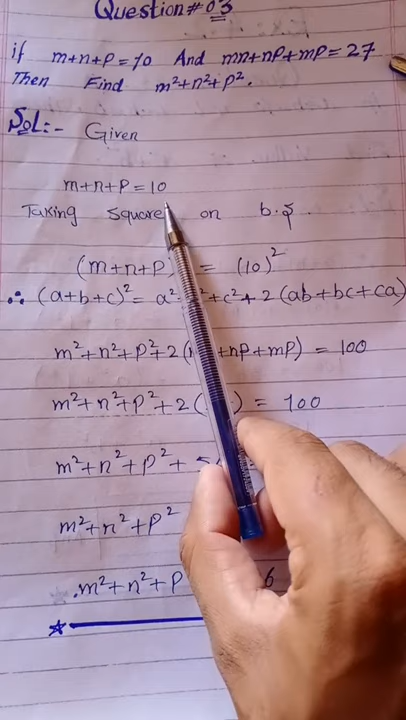 Question#03
if m+n+p=10 And mn+np+mp=27
Then Find m²+n²+p².
Sol:- Given
m+n+p=10
Taking Square on b.s.
(m+n+p = (10)²
∴ (a+b+c)² = a² ² + c² + 2 (ab+bc+ca)
m²+n²+p²+2( +np+mp) = 100
m²+n²+p²+2( ) = 100
m²+n²+p² +
m²+n²+p²
m²+n²+p 6